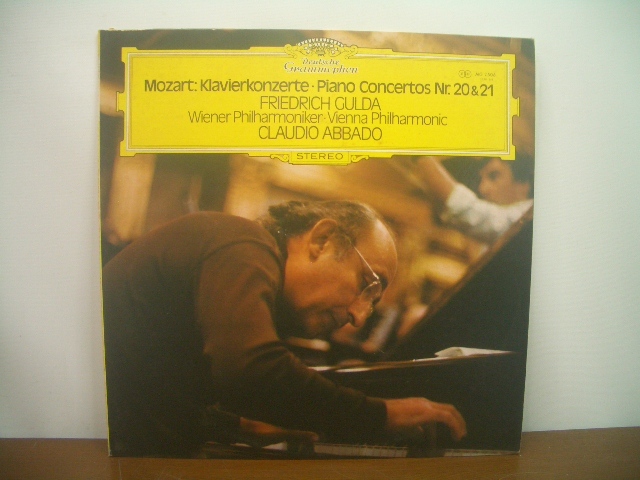 Deutsche
Grammophon
Mozart: Klavierkonzerte · Piano Concertos Nr. 20 & 21
FRIEDRICH GULDA
Wiener Philharmoniker · Vienna Philharmonic
CLAUDIO ABBADO
STEREO